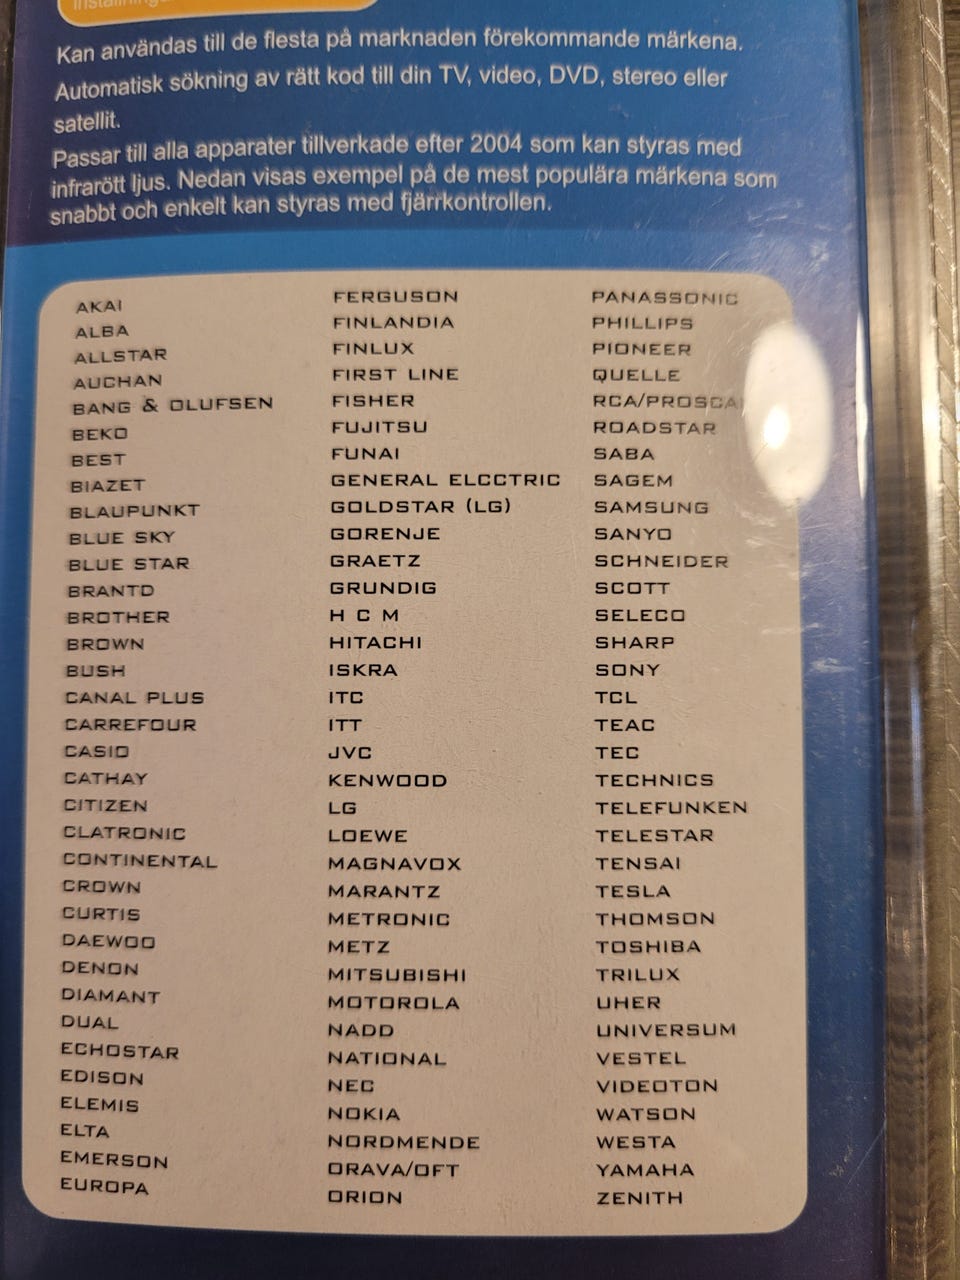 Kan användas till de flesta på marknaden förekommande märkena.
Automatisk sökning av rätt kod till din TV, video, DVD, stereo eller
satellit.
Passar till alla apparater tillverkade efter 2004 som kan styras med
infrarött ljus. Nedan visas exempel på de mest populära märkena som
snabbt och enkelt kan styras med fjärrkontrollen.
AKAI
ALBA
ALLSTAR
AUCHAN
BANG & OLUFSEN
BEKO
BEST
BIAZET
BLAUPUNKT
BLUE SKY
BLUE STAR
BRANTD
BROTHER
BROWN
BUSH
CANAL PLUS
CARREFOUR
CASIO
CATHAY
CITIZEN
CLATRONIC
CONTINENTAL
CROWN
CURTIS
DAEWOO
DENON
DIAMANT
DUAL
ECHOSTAR
EDISON
ELEMIS
ELTA
EMERSON
EUROPA
FERGUSON
FINLANDIA
FINLUX
FIRST LINE
FISHER
FUJITSU
FUNAI
GENERAL ELCCTRIC
GOLDSTAR (LG)
GORENJE
GRAETZ
GRUNDIG
H C M
HITACHI
ISKRA
ITC
ITT
JVC
KENWOOD
LG
LOEWE
MAGNAVOX
MARANTZ
METRONIC
METZ
MITSUBISHI
MOTOROLA
NADD
NATIONAL
NEC
NOKIA
NORDMENDE
ORAVA/OFT
ORION
PANASSONIC
PHILLIPS
PIONEER
QUELLE
RCA/PROSCA
ROADSTAR
SABA
SAGEM
SAMSUNG
SANYO
SCHNEIDER
SCOTT
SELECO
SHARP
SONY
TCL
TEAC
TEC
TECHNICS
TELEFUNKEN
TELESTAR
TENSAI
TESLA
THOMSON
TOSHIBA
TRILUX
UHER
UNIVERSUM
VESTEL
VIDEOTON
WATSON
WESTA
YAMAHA
ZENITH